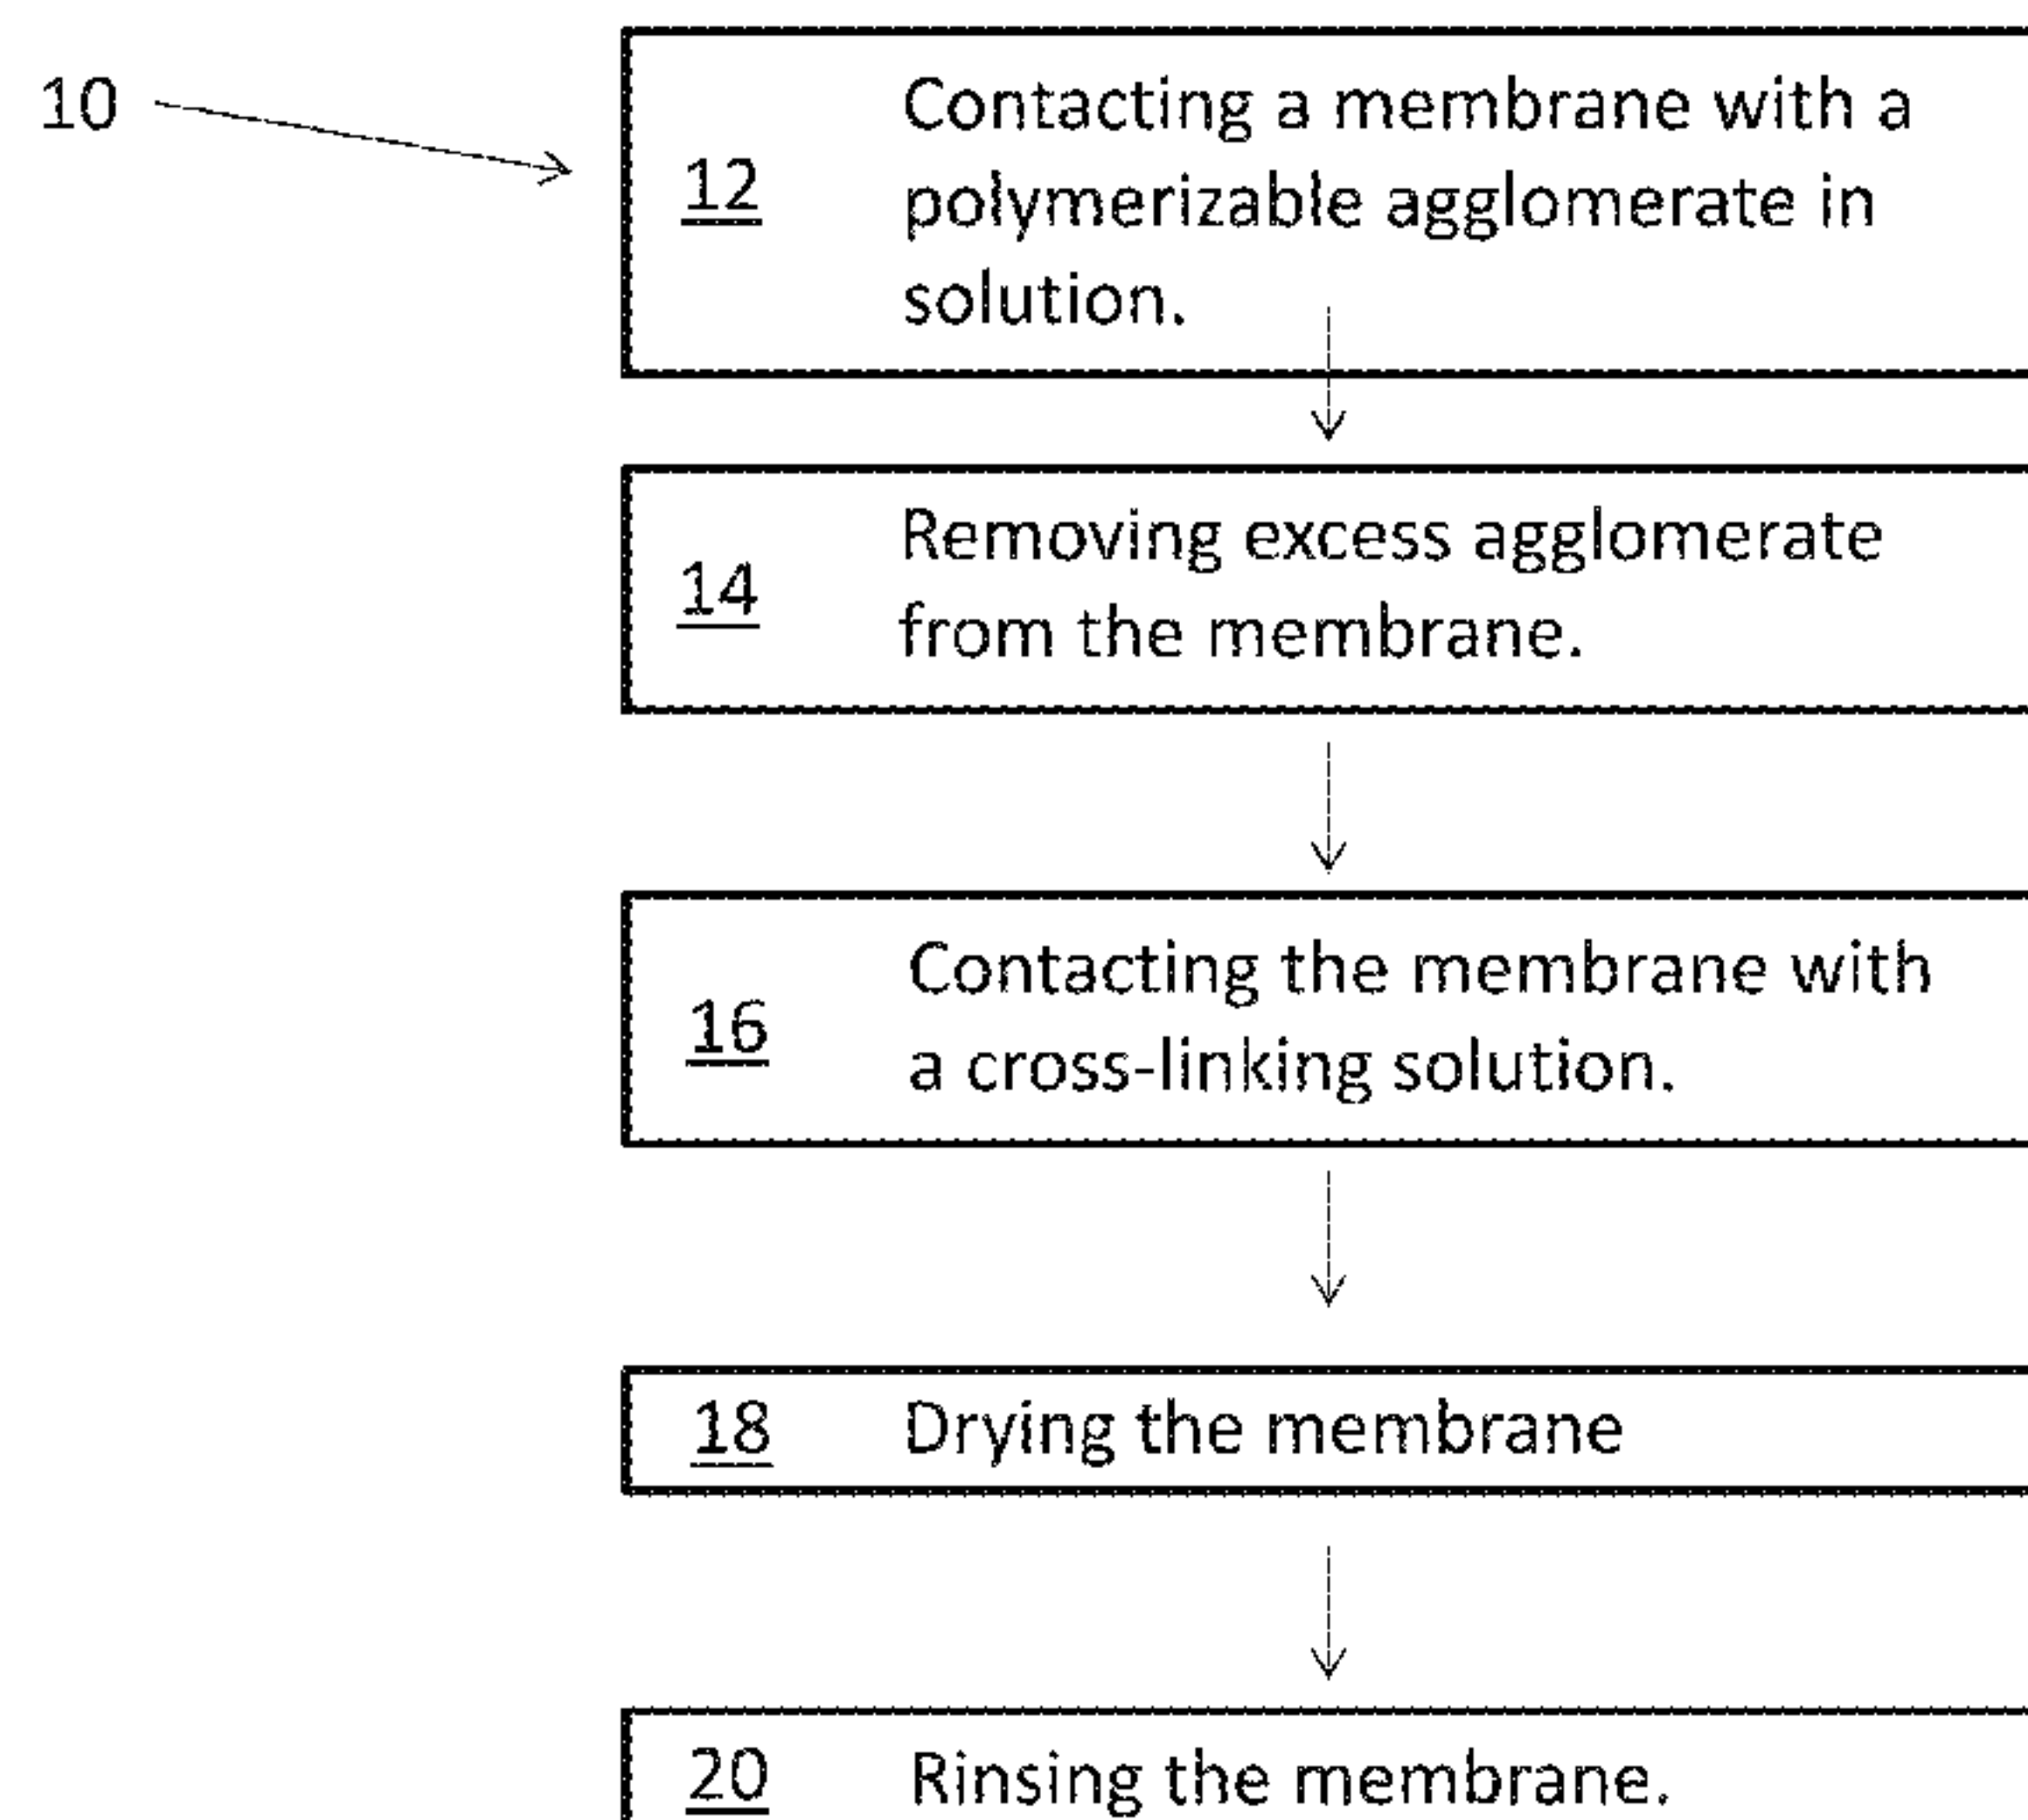 10
12 Contacting a membrane with a
polymerizable agglomerate in
solution.
14 Removing excess agglomerate
from the membrane.
16 Contacting the membrane with
a cross-linking solution.
18 Drying the membrane
20 Rinsing the membrane.